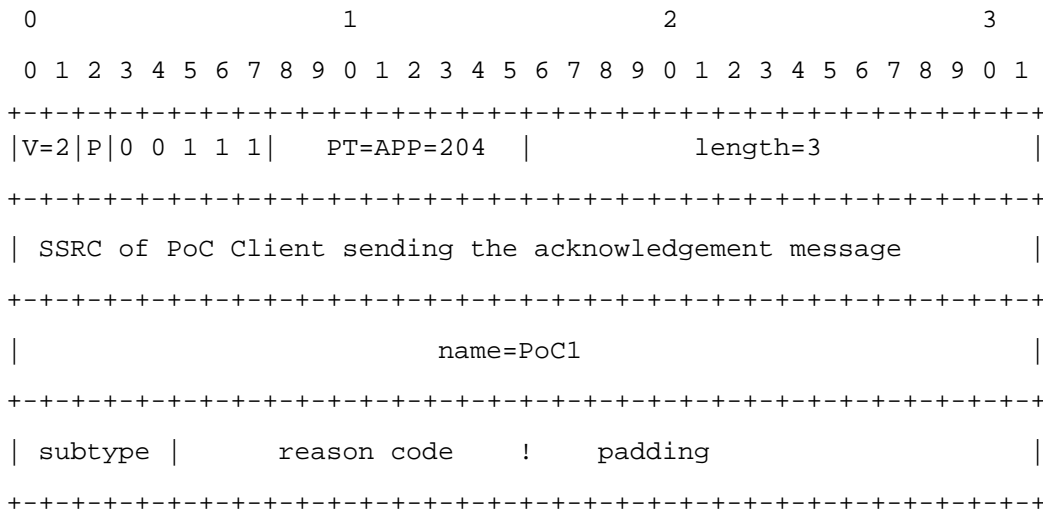 0                   1                   2                   3
0 1 2 3 4 5 6 7 8 9 0 1 2 3 4 5 6 7 8 9 0 1 2 3 4 5 6 7 8 9 0 1
+-+-+-+-+-+-+-+-+-+-+-+-+-+-+-+-+-+-+-+-+-+-+-+-+-+-+-+-+-+-+-+-+
|V=2|P|0 0 1 1 1|   PT=APP=204  |          length=3             |
+-+-+-+-+-+-+-+-+-+-+-+-+-+-+-+-+-+-+-+-+-+-+-+-+-+-+-+-+-+-+-+-+
| SSRC of PoC Client sending the acknowledgement message        |
+-+-+-+-+-+-+-+-+-+-+-+-+-+-+-+-+-+-+-+-+-+-+-+-+-+-+-+-+-+-+-+-+
|                          name=PoC1                            |
+-+-+-+-+-+-+-+-+-+-+-+-+-+-+-+-+-+-+-+-+-+-+-+-+-+-+-+-+-+-+-+-+
| subtype |      reason code  !    padding                    |
+-+-+-+-+-+-+-+-+-+-+-+-+-+-+-+-+-+-+-+-+-+-+-+-+-+-+-+-+-+-+-+-+